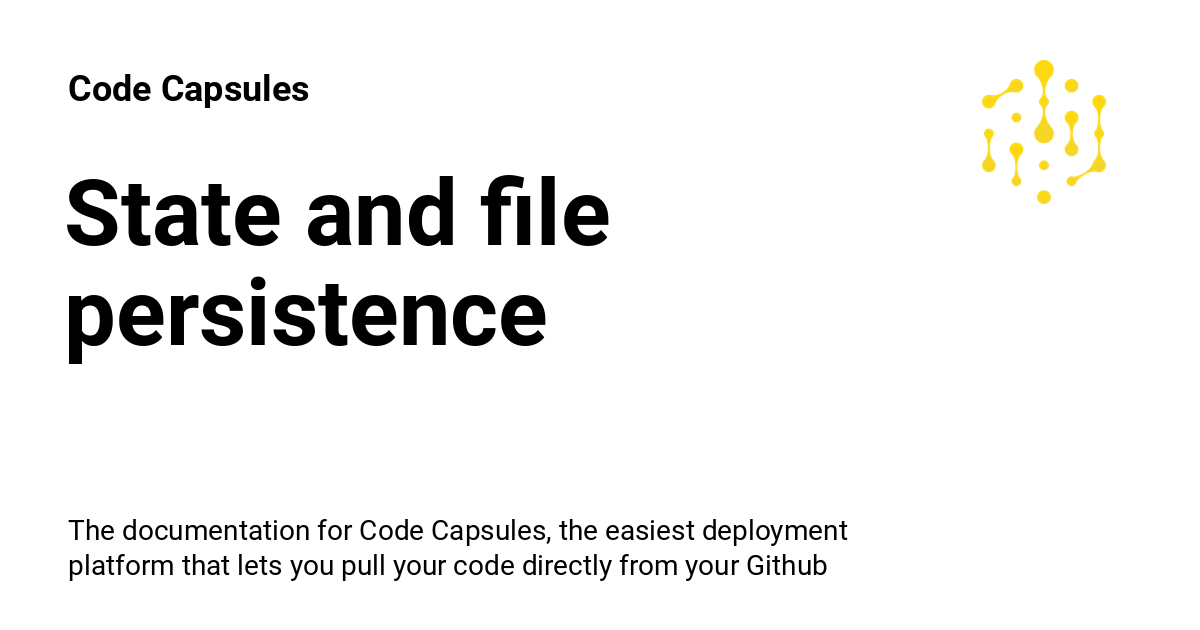 Code Capsules
State and file
persistence
The documentation for Code Capsules, the easiest deployment
platform that lets you pull your code directly from your Github